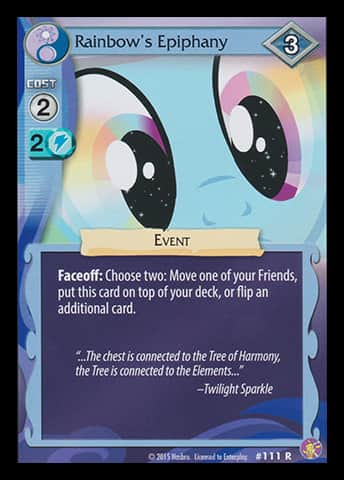 Rainbow's Epiphany
3
COST
2
2
EVENT
Faceoff: Choose two: Move one of your Friends,
put this card on top of your deck, or flip an
additional card.
"...The chest is connected to the Tree of Harmony,
the Tree is connected to the Elements..."
–Twilight Sparkle
© 2015 Hasbro. Licensed to Enterplay. #111 R